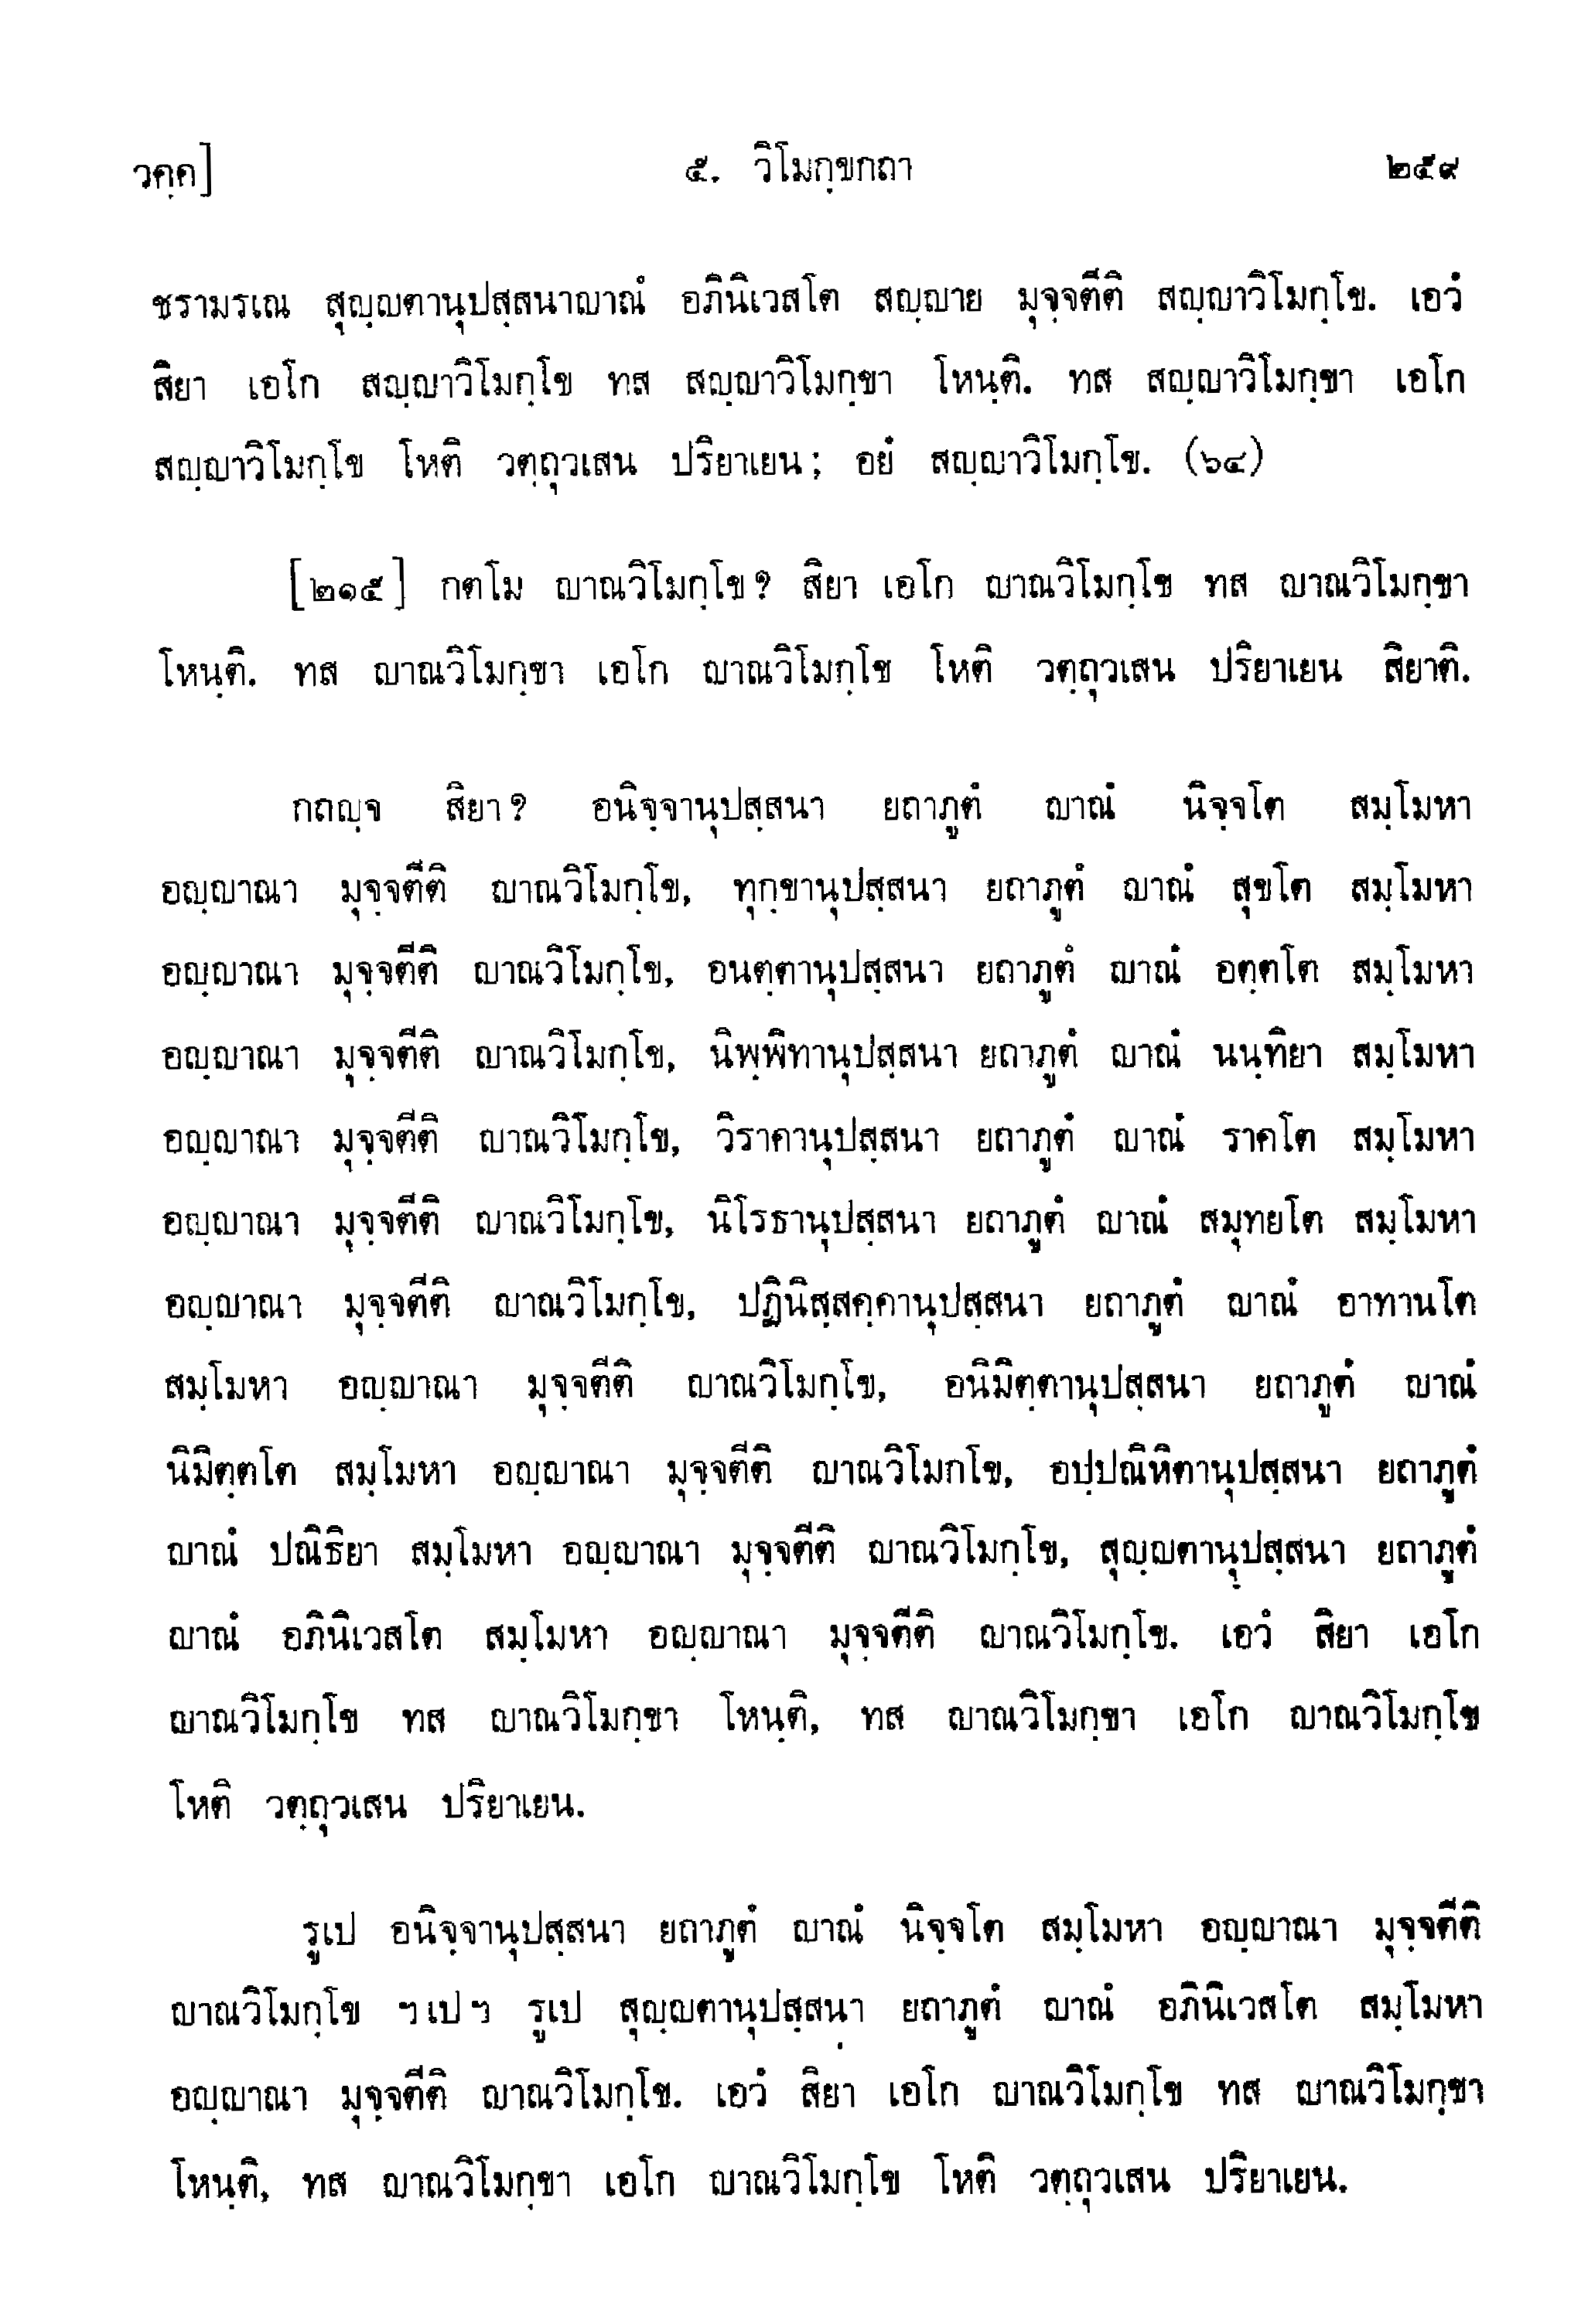 วคฺค] ๕. วิโมกฺขกถา ๒๕๙
ชรามรเณ สุญฺญตานุปสฺสนาญาณํ อภินิเวสโต สญฺญาย มุจฺจตีติ สญฺญาวิโมกฺโข. เอวํ
สิยา เอโก สญฺญาวิโมกฺโข ทส สญฺญาวิโมกฺขา โหนฺติ. ทส สญฺญาวิโมกฺขา เอโก
สญฺญาวิโมกฺโข โหติ วตฺถุวเสน ปริยาเยน; อยํ สญฺญาวิโมกฺโข. (๖๔)
[๒๑๕] กตโม ญาณวิโมกฺโข? สิยา เอโก ญาณวิโมกฺโข ทส ญาณวิโมกฺขา
โหนฺติ. ทส ญาณวิโมกฺขา เอโก ญาณวิโมกฺโข โหติ วตฺถุวเสน ปริยาเยน สิยาติ.
กถญฺจ สิยา? อนิจฺจานุปสฺสนา ยถาภูตํ ญาณํ นิจฺจโต สมฺโมหา
อญฺญาณา มุจฺจตีติ ญาณวิโมกฺโข, ทุกฺขานุปสฺสนา ยถาภูตํ ญาณํ สุขโต สมฺโมหา
อญฺญาณา มุจฺจตีติ ญาณวิโมกฺโข, อนตฺตานุปสฺสนา ยถาภูตํ ญาณํ อตฺตโต สมฺโมหา
อญฺญาณา มุจฺจตีติ ญาณวิโมกฺโข, นิพฺพิทานุปสฺสนา ยถาภูตํ ญาณํ นนฺทิยา สมฺโมหา
อญฺญาณา มุจฺจตีติ ญาณวิโมกฺโข, วิราคานุปสฺสนา ยถาภูตํ ญาณํ ราคโต สมฺโมหา
อญฺญาณา มุจฺจตีติ ญาณวิโมกฺโข, นิโรธานุปสฺสนา ยถาภูตํ ญาณํ สมุทยโต สมฺโมหา
อญฺญาณา มุจฺจตีติ ญาณวิโมกฺโข, ปฏินิสฺสคฺคานุปสฺสนา ยถาภูตํ ญาณํ อาทานโต
สมฺโมหา อญฺญาณา มุจฺจตีติ ญาณวิโมกฺโข, อนิมิตฺตานุปสฺสนา ยถาภูตํ ญาณํ
นิมิตฺตโต สมฺโมหา อญฺญาณา มุจฺจตีติ ญาณวิโมกโข, อปฺปณิหิตานุปสฺสนา ยถาภูตํ
ญาณํ ปณิธิยา สมฺโมหา อญฺญาณา มุจฺจตีติ ญาณวิโมกฺโข, สุญฺญตานุปสฺสนา ยถาภูตํ
ญาณํ อภินิเวสโต สมฺโมหา อญฺญาณา มุจฺจตีติ ญาณวิโมกฺโข. เอวํ สิยา เอโก
ญาณวิโมกฺโข ทส ญาณวิโมกฺขา โหนฺติ, ทส ญาณวิโมกฺขา เอโก ญาณวิโมกฺโข
โหติ วตฺถุวเสน ปริยาเยน.
รูเป อนิจฺจานุปสฺสนา ยถาภูตํ ญาณํ นิจฺจโต สมฺโมหา อญฺญาณา มุจฺจตีติ
ญาณวิโมกฺโข ฯเปฯ รูเป สุญฺญตานุปสฺสนา ยถาภูตํ ญาณํ อภินิเวสโต สมฺโมหา
อญฺญาณา มุจฺจตีติ ญาณวิโมกฺโข. เอวํ สิยา เอโก ญาณวิโมกฺโข ทส ญาณวิโมกฺขา
โหนฺติ, ทส ญาณวิโมกฺขา เอโก ญาณวิโมกฺโข โหติ วตฺถุวเสน ปริยาเยน.